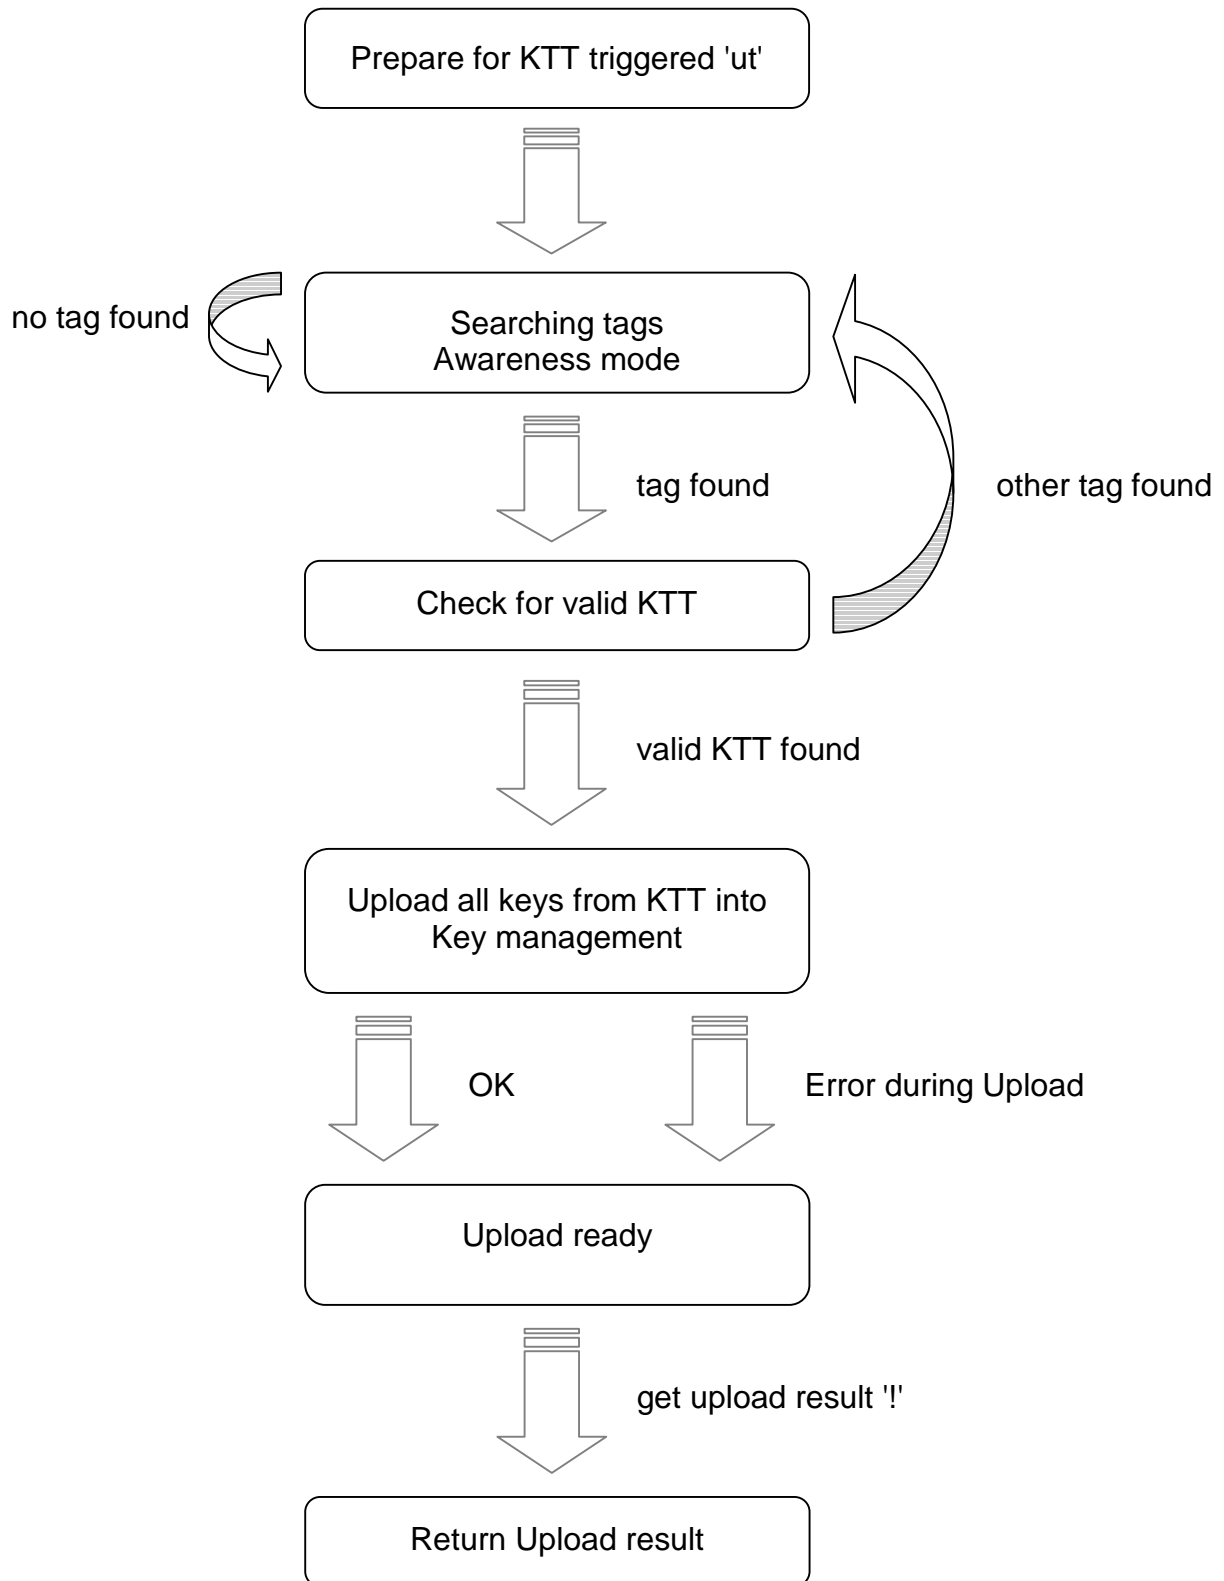 Prepare for KTT triggered 'ut'
no tag found
Searching tags
Awareness mode
tag found
other tag found
Check for valid KTT
valid KTT found
Upload all keys from KTT into
Key management
OK
Error during Upload
Upload ready
get upload result '!'
Return Upload result